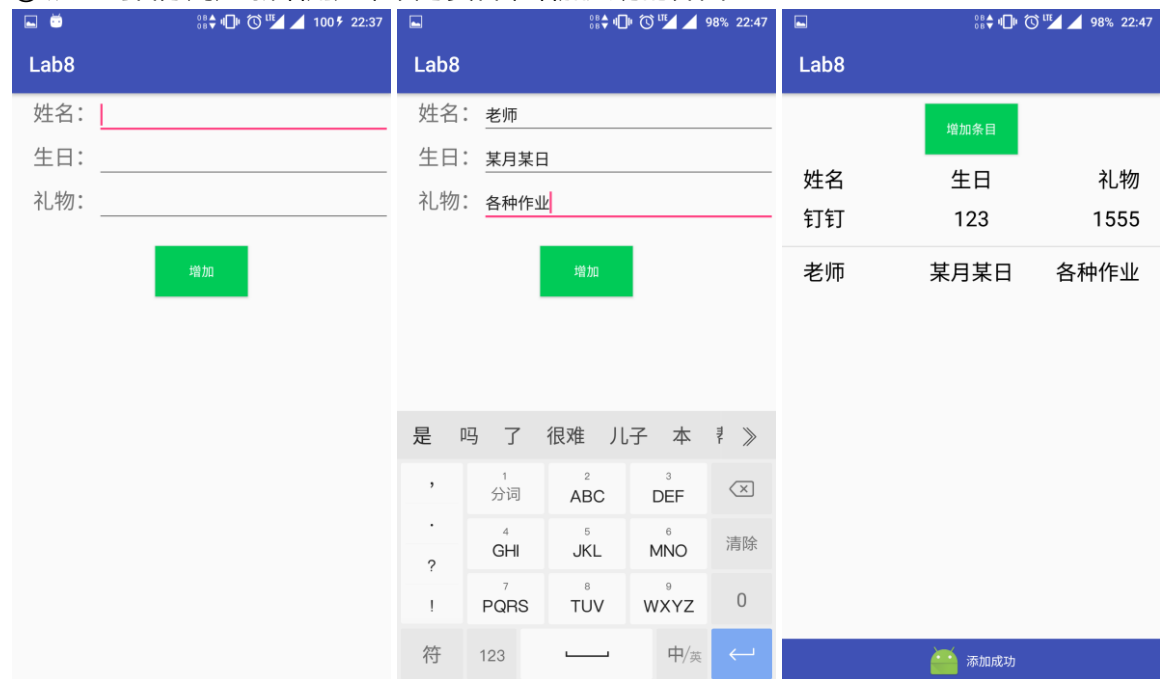 100 22:37
Lab8
姓名:
生日:
礼物:
增加
98% 22:47
Lab8
姓名: 老师
生日: 某月某日
礼物: 各种作业
增加
是 吗 了 很难 儿子 本
, 1 2 3
分词 ABC DEF
. 4 5 6
GHI JKL MNO 清除
? 7 8 9
! PQRS TUV WXYZ 0
符 123 中/英
98% 22:47
Lab8
增加条目
姓名 生日 礼物
钉钉 123 1555
老师 某月某日 各种作业
添加成功